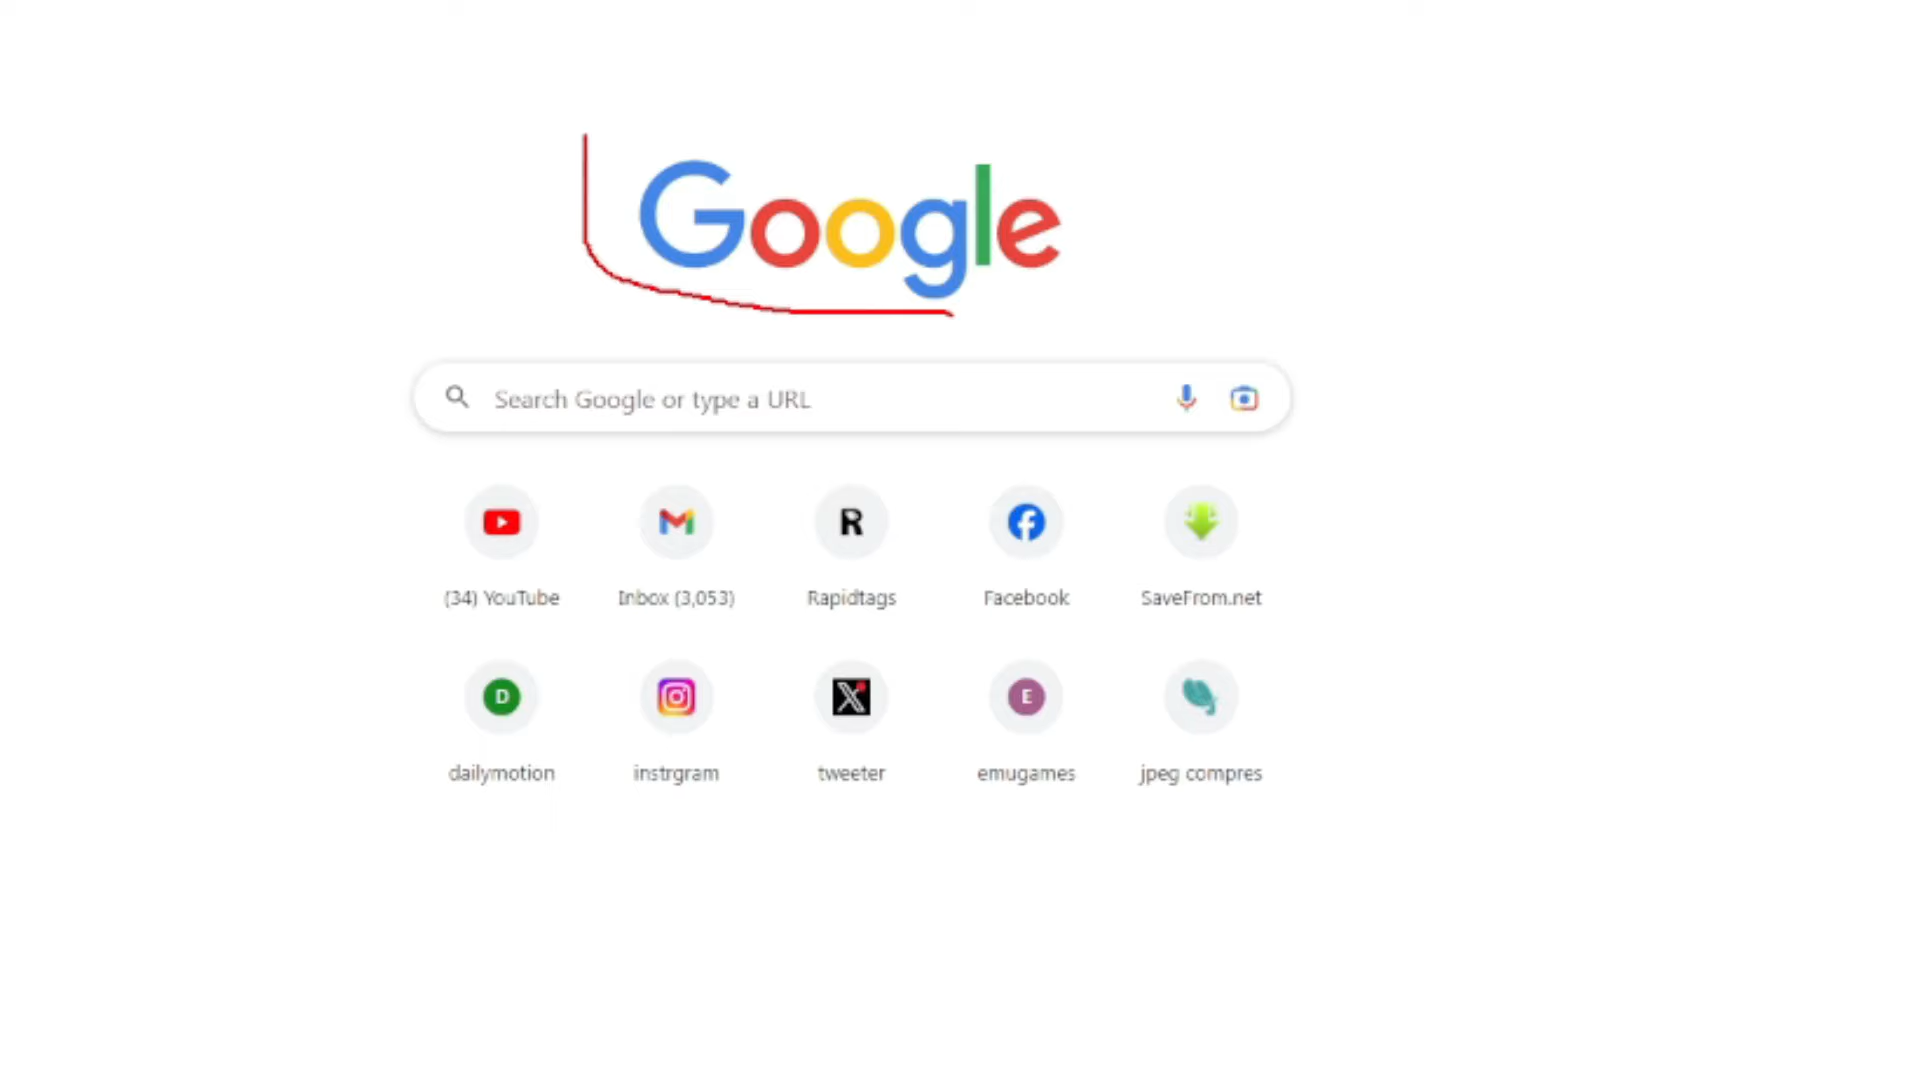 Google
Search Google or type a URL
R
(34) YouTube Inbox (3,053) Rapidtags Facebook SaveFrom.net
D E
dailymotion instrgram tweeter emugames jpeg compres